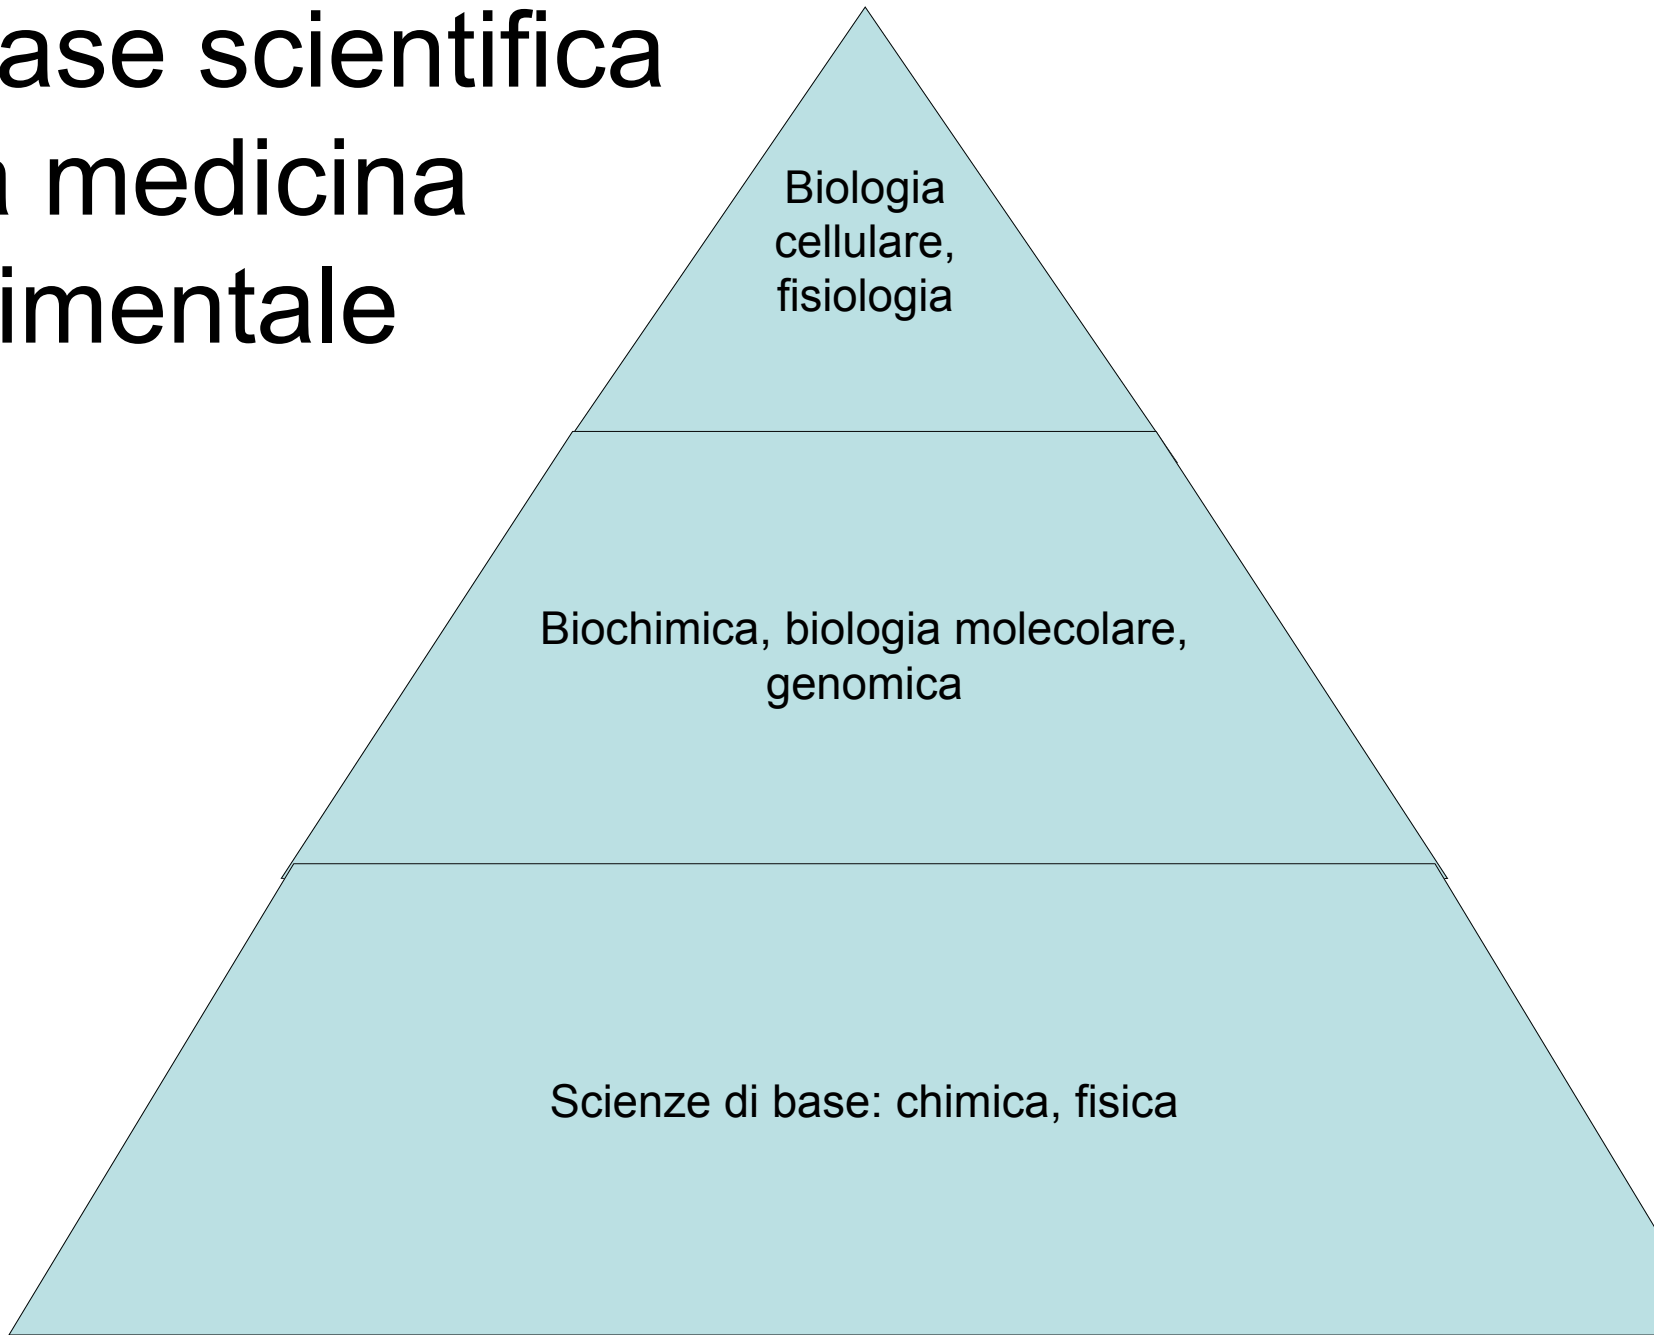 ase scientifica
a medicina
imentale
Biologia
cellulare,
fisiologia
Biochimica, biologia molecolare,
genomica
Scienze di base: chimica, fisica